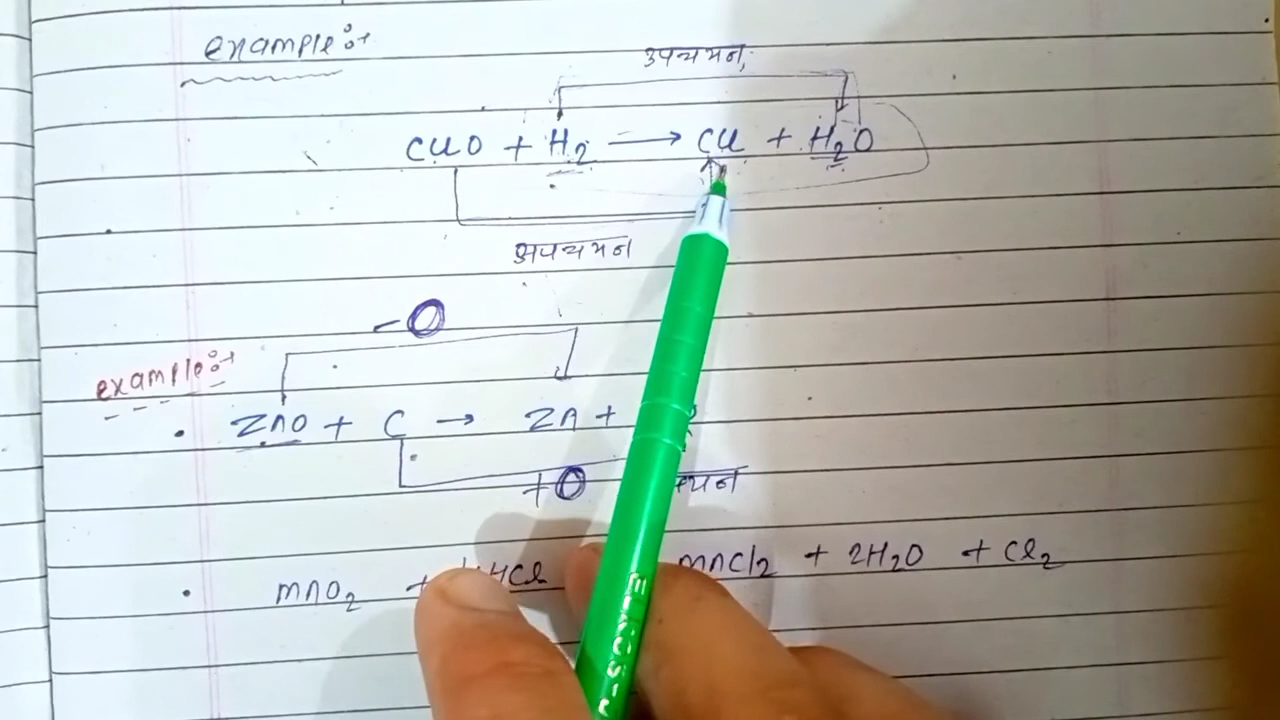 example :-
उपचयन,
CUO + H2 → CU + H2O
अपचयन
-O
example :-
ZnO + C → Zn +
+O
MnO2 + HCl MnCl2 + 2H2O + Cl2